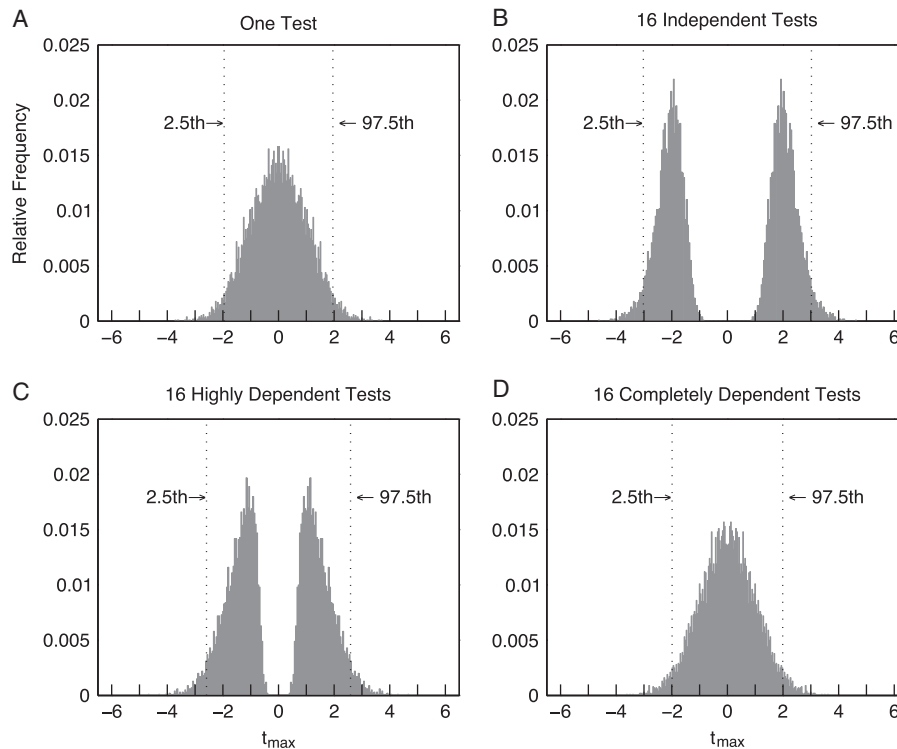 A
One Test
0.025
0.02
0.015
0.01
0.005
0
Relative Frequency
2.5th→
← 97.5th
−6 −4 −2 0 2 4 6
B
16 Independent Tests
0.025
0.02
0.015
0.01
0.005
0
2.5th→
← 97.5th
−6 −4 −2 0 2 4 6
C
16 Highly Dependent Tests
0.025
0.02
0.015
0.01
0.005
0
2.5th→
← 97.5th
−6 −4 −2 0 2 4 6
tmax
D
16 Completely Dependent Tests
0.025
0.02
0.015
0.01
0.005
0
2.5th→
← 97.5th
−6 −4 −2 0 2 4 6
tmax